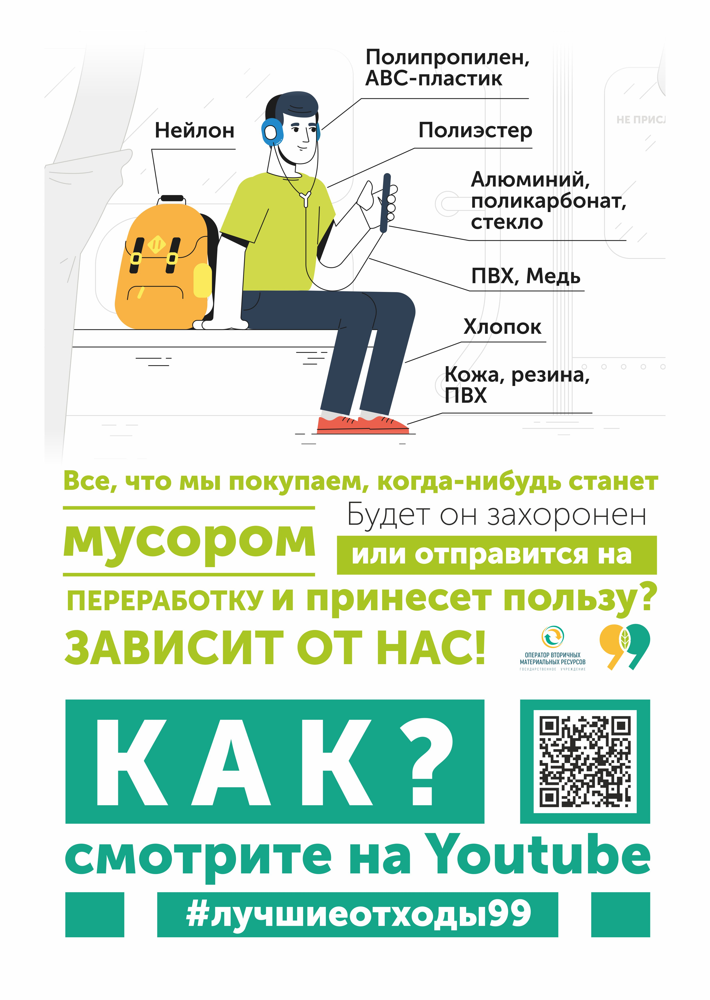 Полипропилен,
АВС-пластик
Нейлон
Полиэстер
НЕ ПРИСЛ
Алюминий,
поликарбонат,
стекло
ПВХ, Медь
Хлопок
Кожа, резина,
ПВХ
Все, что мы покупаем, когда-нибудь станет
мусором
Будет он захоронен
или отправится на
ПЕРЕРАБОТКУ и принесет пользу?
ЗАВИСИТ ОТ НАС!
ОПЕРАТОР ВТОРИЧНЫХ
МАТЕРИАЛЬНЫХ РЕСУРСОВ
ГОСУДАРСТВЕННОЕ УЧРЕЖДЕНИЕ
99
КАК?
смотрите на Youtube
#лучшиеотходы99